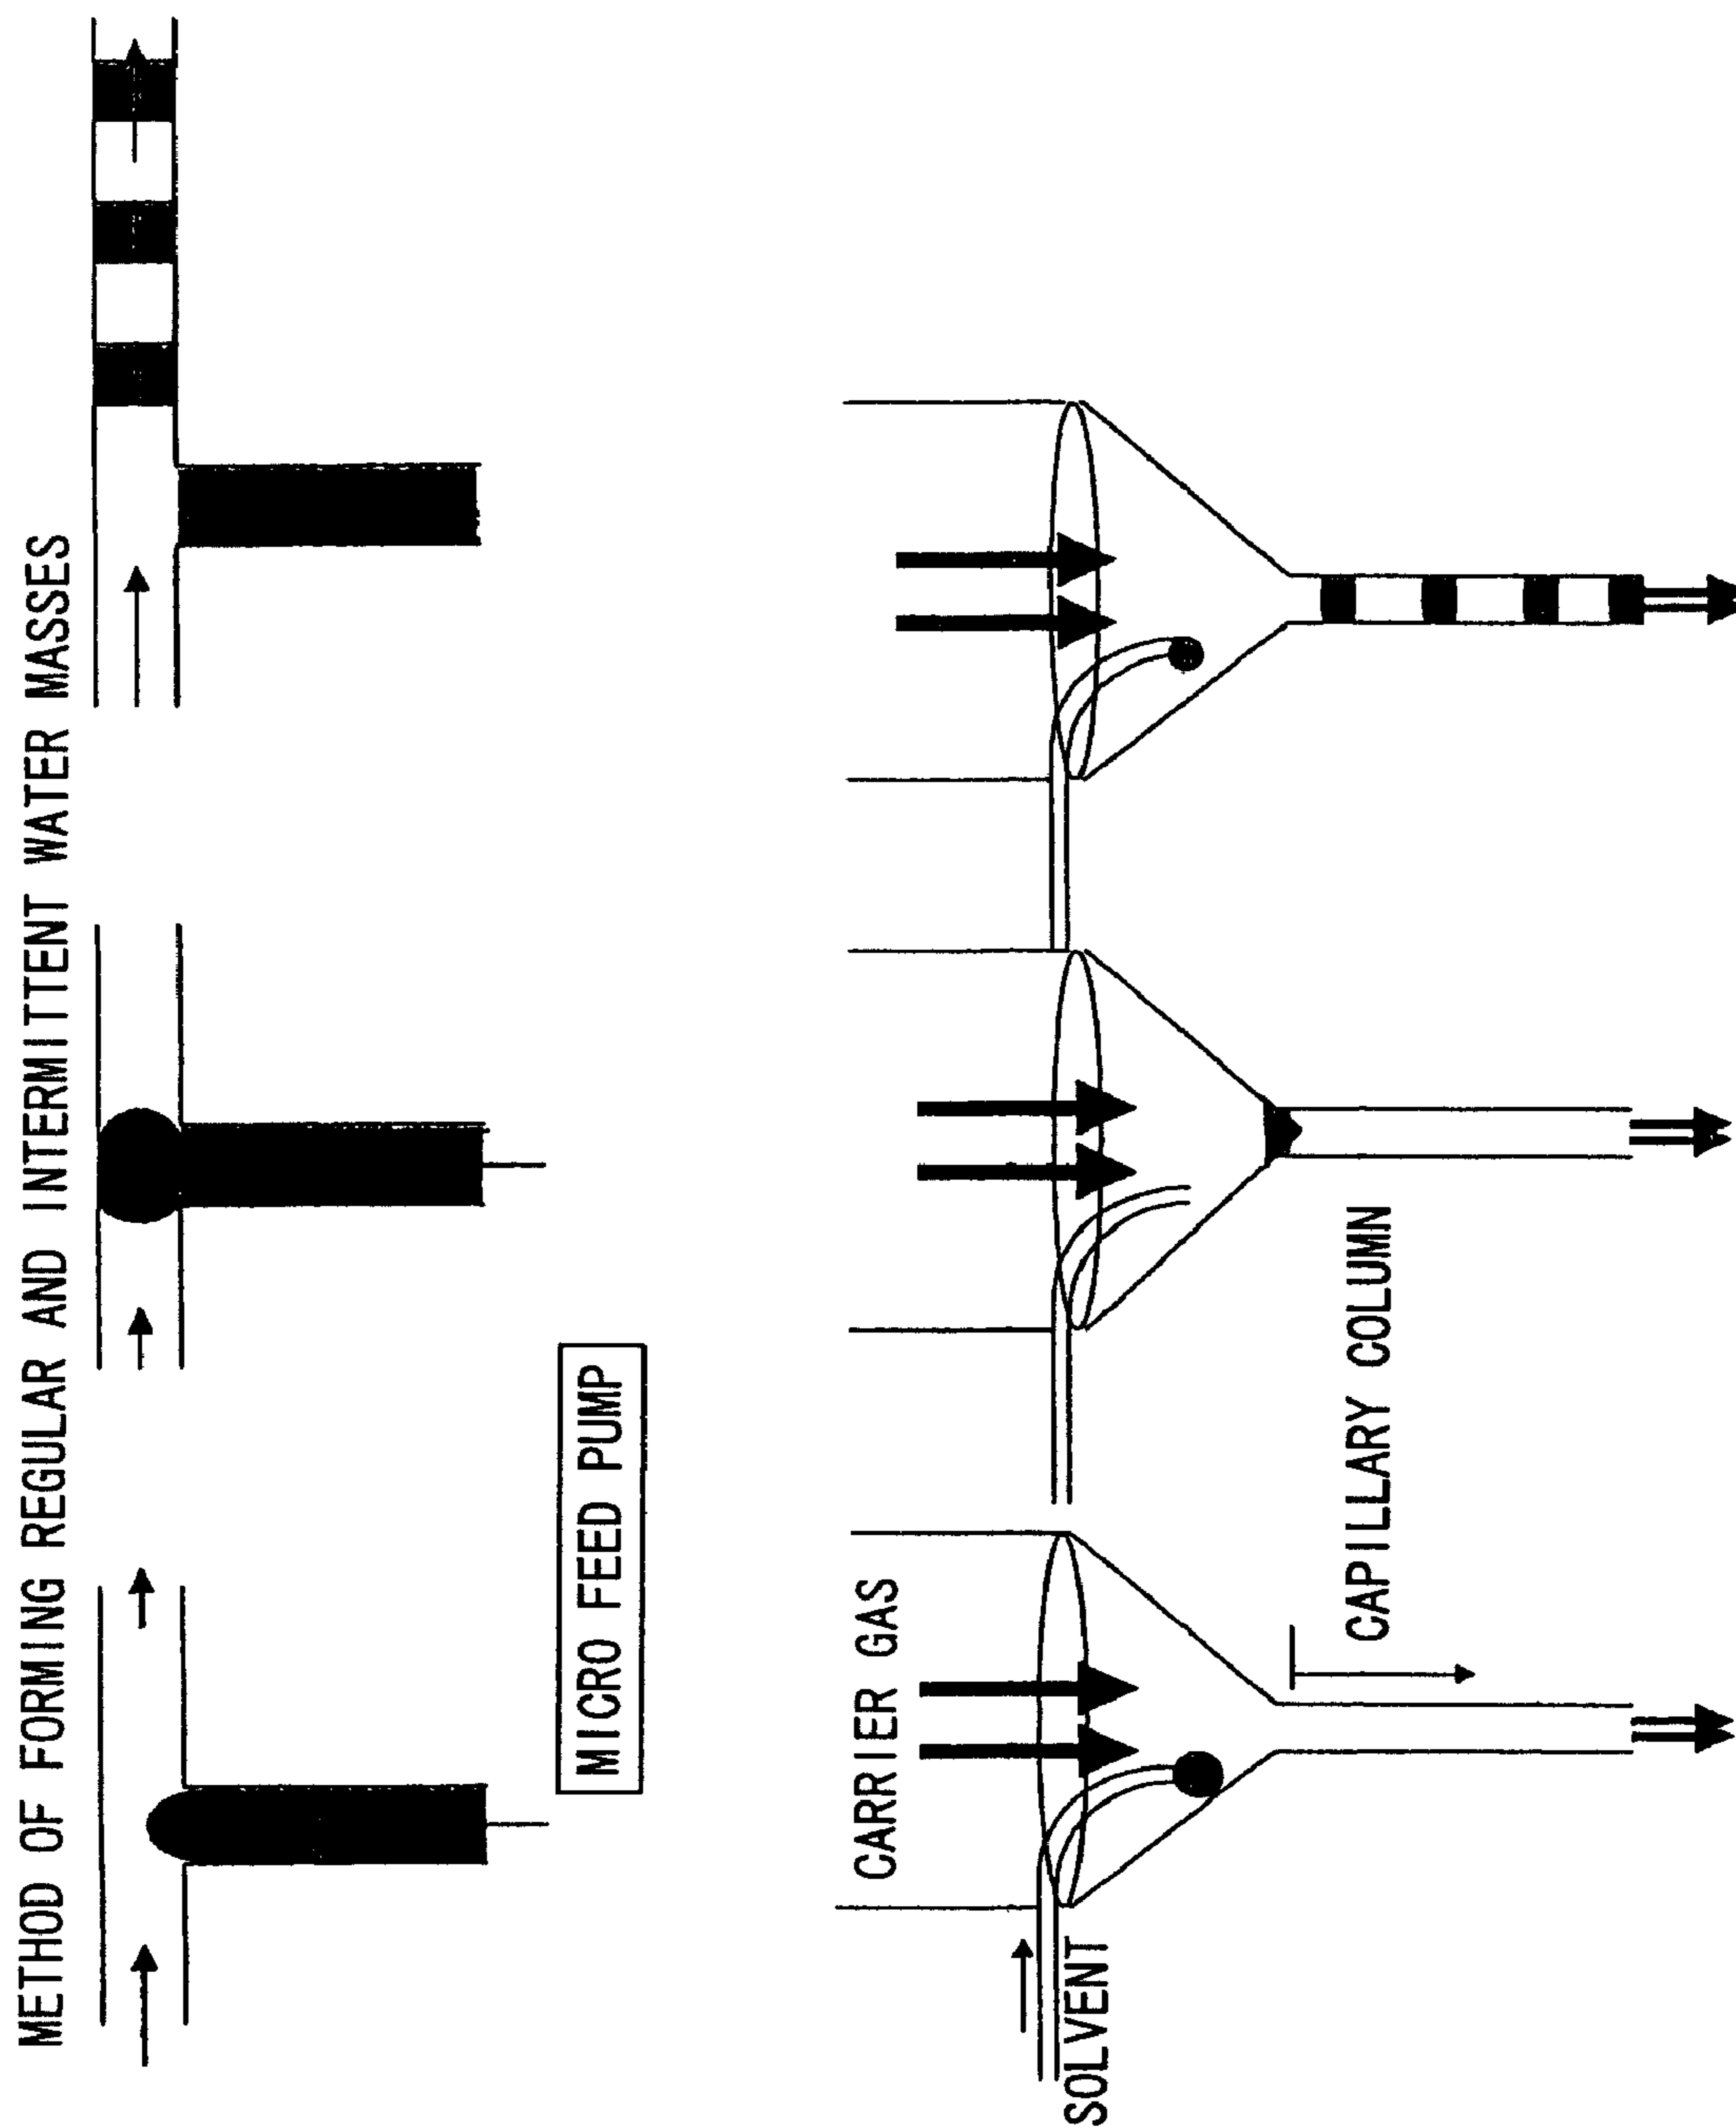 METHOD OF FORMING REGULAR AND INTERMITTENT WATER MASSES
MICRO FEED PUMP
CARRIER GAS
SOLVENT
CAPILLARY COLUMN